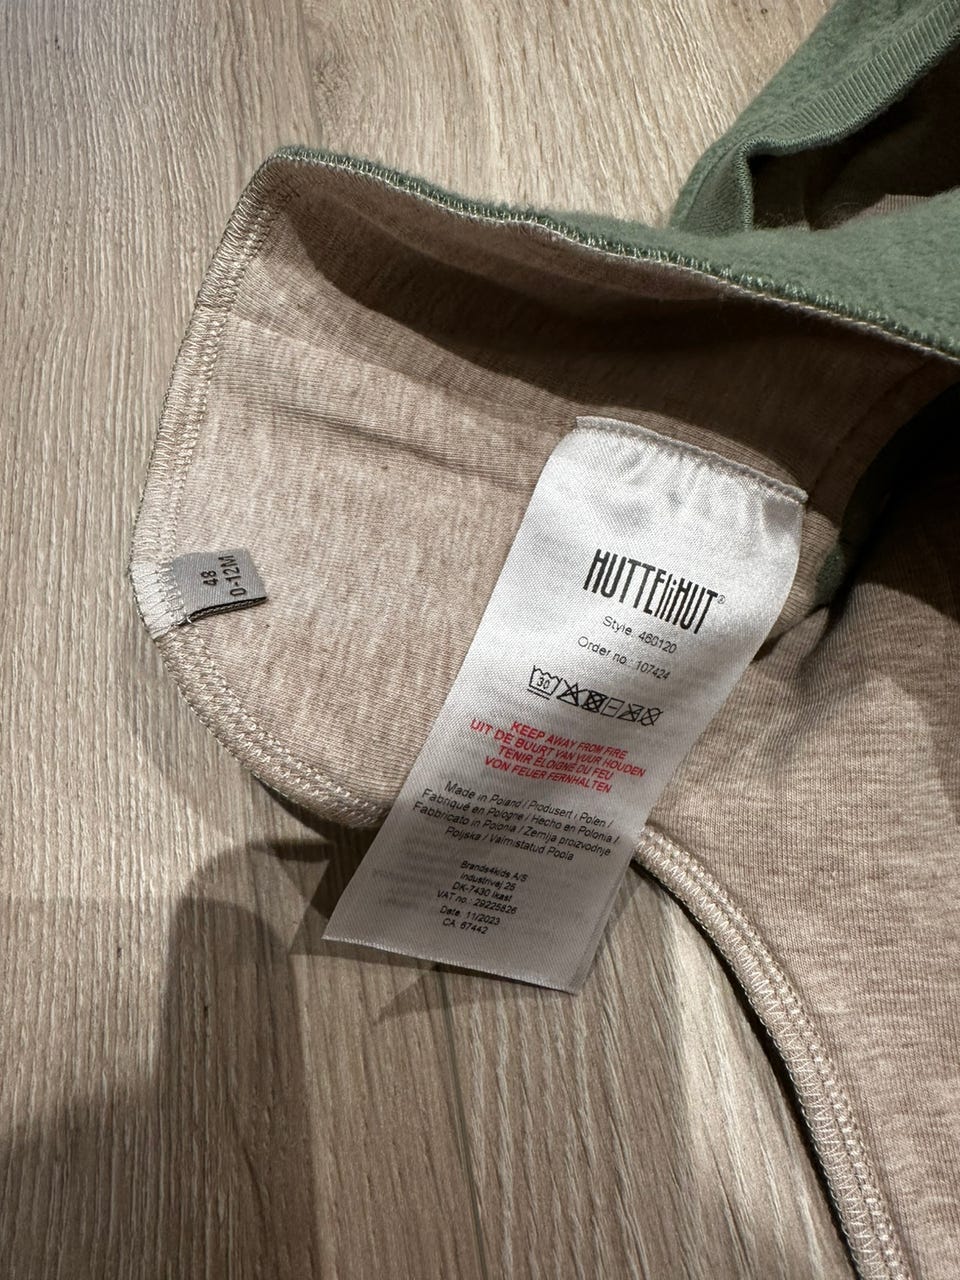 48
0-12M
HUTTEliHUT®
Style. 460120
Order no.: 107424
30
KEEP AWAY FROM FIRE
UIT DE BUURT VAN VUUR HOUDEN
TENIR ÉLOIGNÉ DU FEU
VON FEUER FERNHALTEN
Made in Poland / Produsert i Polen /
Fabriqué en Pologne / Hecho en Polonia /
Fabbricato in Polonia / Zemlja proizvodnje
Poljska / Valmistatud Poola
Brands4kids A/S
Industrivej 25
DK-7430 Ikast
VAT no.: 29225826
Date. 11/2023
CA. 67442